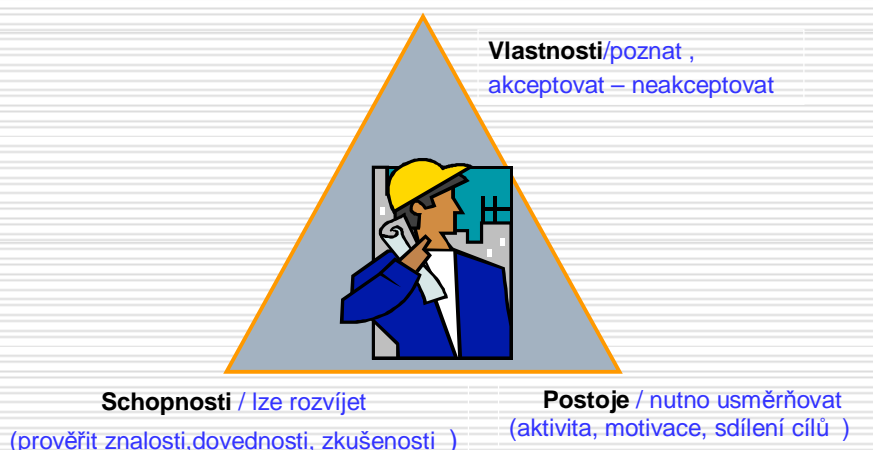 Vlastnosti/poznat ,
akceptovat – neakceptovat
Schopnosti / lze rozvíjet
(prověřit znalosti,dovednosti, zkušenosti )
Postoje / nutno usměrňovat
(aktivita, motivace, sdílení cílů )